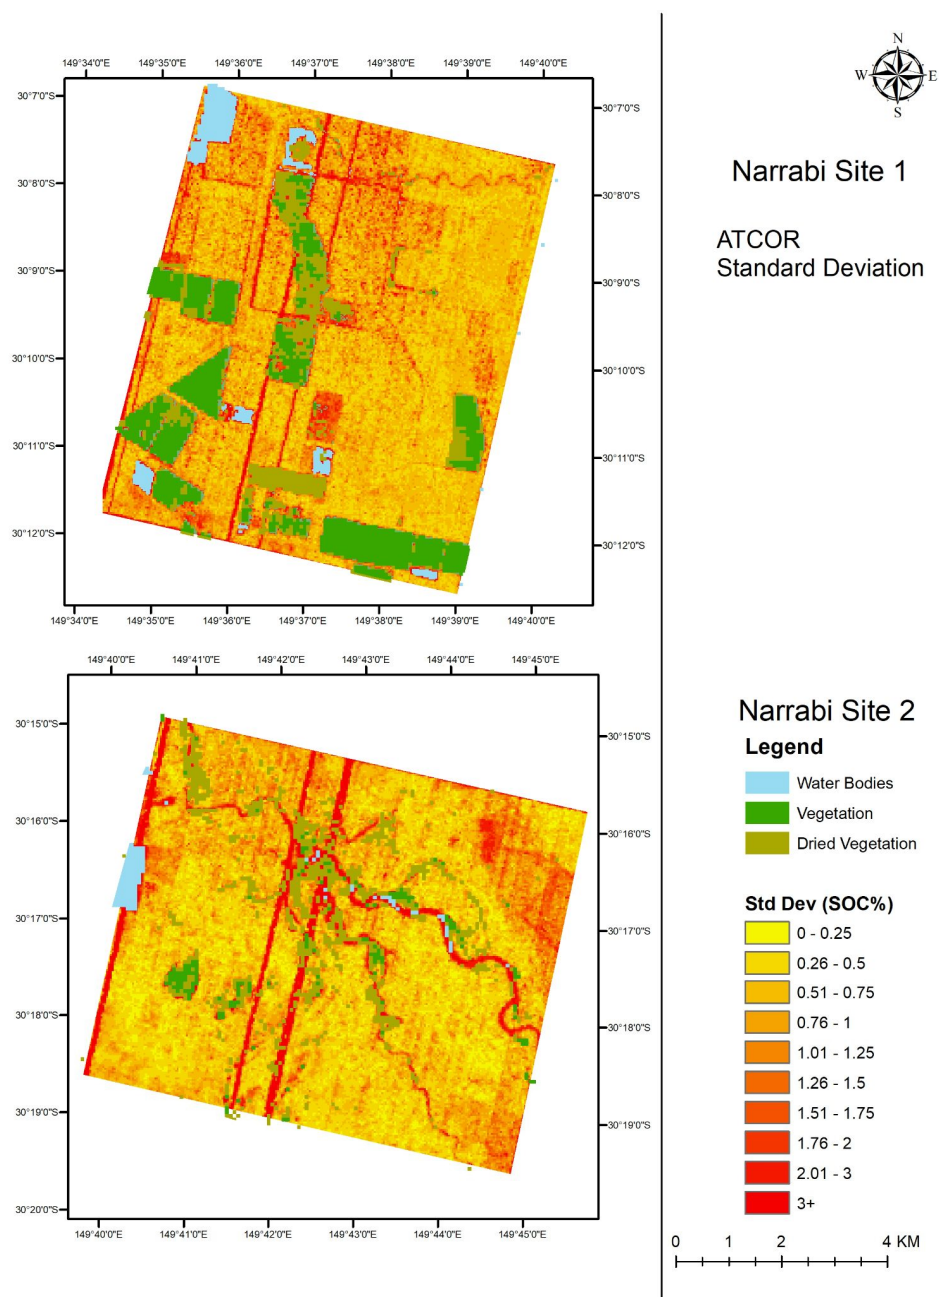 N
W E
S
Narrabi Site 1
ATCOR
Standard Deviation
149°34'0"E 149°35'0"E 149°36'0"E 149°37'0"E 149°38'0"E 149°39'0"E 149°40'0"E
30°7'0"S 30°7'0"S
30°8'0"S 30°8'0"S
30°9'0"S 30°9'0"S
30°10'0"S 30°10'0"S
30°11'0"S 30°11'0"S
30°12'0"S 30°12'0"S
149°34'0"E 149°35'0"E 149°36'0"E 149°37'0"E 149°38'0"E 149°39'0"E 149°40'0"E
149°40'0"E 149°41'0"E 149°42'0"E 149°43'0"E 149°44'0"E 149°45'0"E
30°15'0"S 30°15'0"S
30°16'0"S 30°16'0"S
30°17'0"S 30°17'0"S
30°18'0"S 30°18'0"S
30°19'0"S 30°19'0"S
30°20'0"S
149°40'0"E 149°41'0"E 149°42'0"E 149°43'0"E 149°44'0"E 149°45'0"E
Narrabi Site 2
Legend
Water Bodies
Vegetation
Dried Vegetation
Std Dev (SOC%)
0 - 0.25
0.26 - 0.5
0.51 - 0.75
0.76 - 1
1.01 - 1.25
1.26 - 1.5
1.51 - 1.75
1.76 - 2
2.01 - 3
3+
0 1 2 4 KM